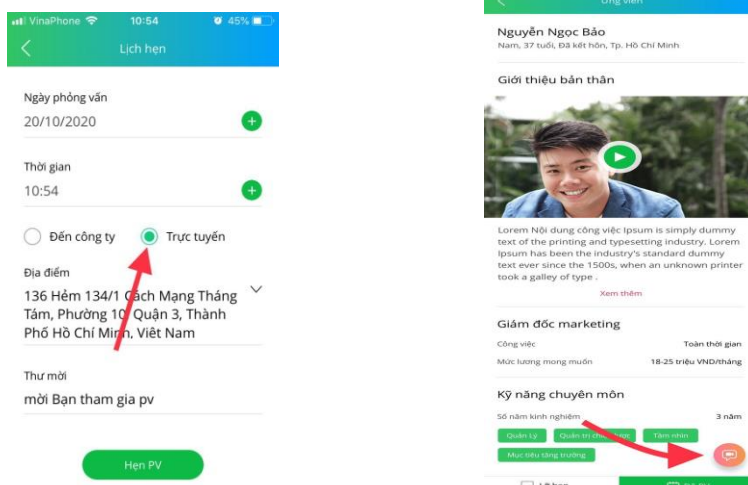 VinaPhone 10:54 45%
Lịch hẹn
Ngày phỏng vấn
20/10/2020
Thời gian
10:54
Đến công ty Trực tuyến
Địa điểm
136 Hẻm 134/1 Cách Mạng Tháng
Tám, Phường 10, Quận 3, Thành
Phố Hồ Chí Minh, Việt Nam
Thư mời
mời Bạn tham gia pv
Hẹn PV
Ứng viên
Nguyễn Ngọc Bảo
Nam, 37 tuổi, Đã kết hôn, Tp. Hồ Chí Minh
Giới thiệu bản thân
Lorem Nội dung công việc Ipsum is simply dummy
text of the printing and typesetting industry. Lorem
Ipsum has been the industry's standard dummy
text ever since the 1500s, when an unknown printer
took a galley of type .
Xem thêm
Giám đốc marketing
Công việc Toàn thời gian
Mức lương mong muốn 18-25 triệu VND/tháng
Kỹ năng chuyên môn
Số năm kinh nghiệm 3 năm
Quản Lý Quản trị Tầm nhìn
Mục tiêu tăng trưởng